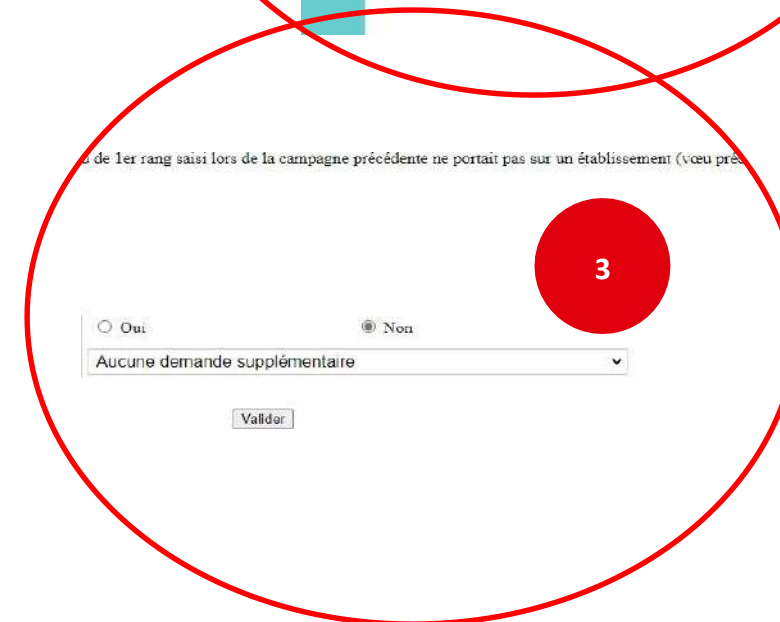 de 1er rang saisi lors de la campagne précédente ne portait pas sur un établissement (vœu
3
Oui
Non
Aucune demande supplémentaire
Valider